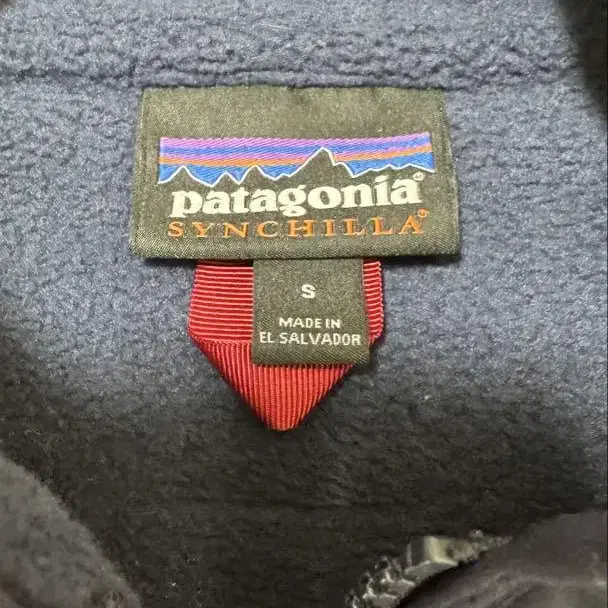 patagonia®
SYNCHILLA®
S
MADE IN
EL SALVADOR